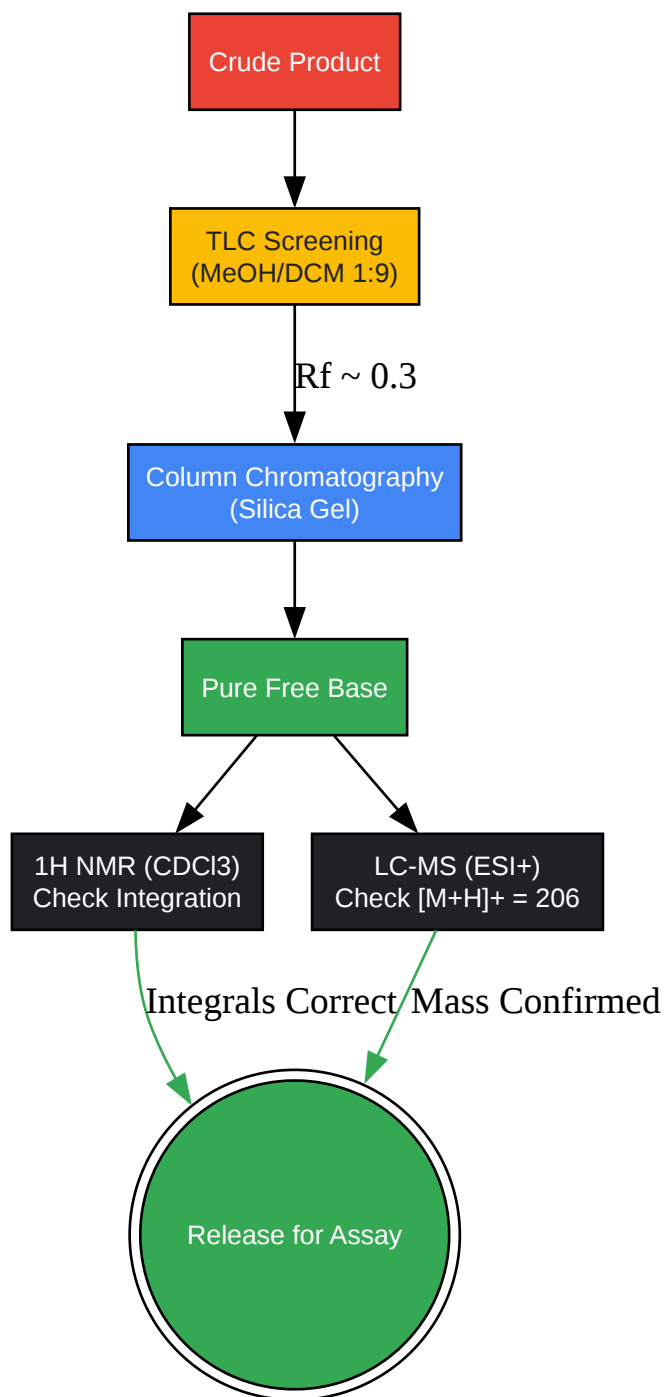 Crude Product
TLC Screening
(MeOH/DCM 1:9)
Rf ~ 0.3
Column Chromatography
(Silica Gel)
Pure Free Base
1H NMR (CDCl3)
Check Integration
LC-MS (ESI+)
Check [M+H]+ = 206
Integrals Correct
Mass Confirmed
Release for Assay